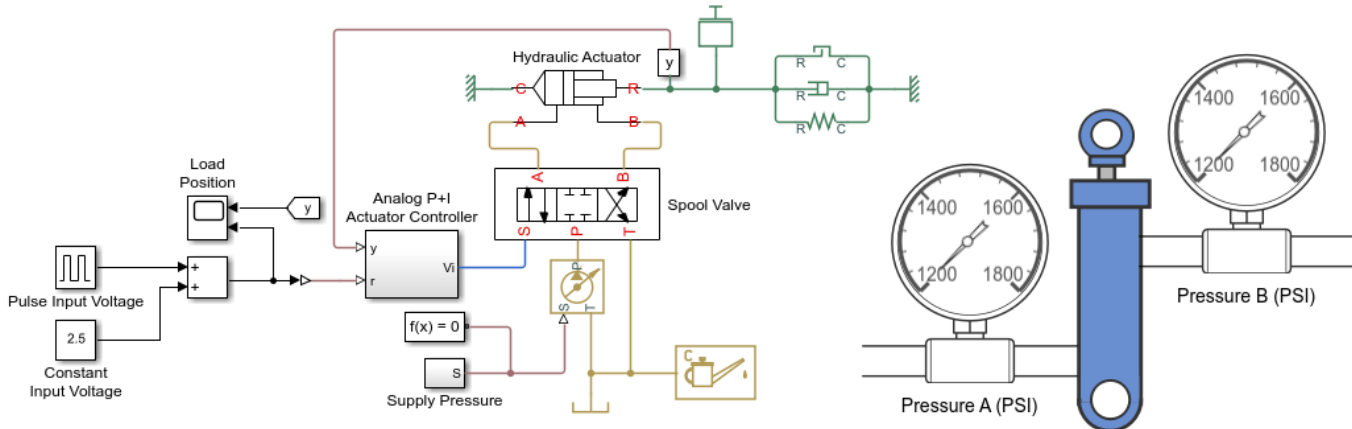 Hydraulic Actuator
y
R C
R C
R C
C R
A B
A B
Spool Valve
S P T
Load
Position
y
Analog P+I
Actuator Controller
y
r
Vi
+
+
Pulse Input Voltage
2.5
Constant
Input Voltage
P
S T
f(x) = 0
S
Supply Pressure
C
1400 1600
1200 1800
Pressure A (PSI)
1400 1600
1200 1800
Pressure B (PSI)